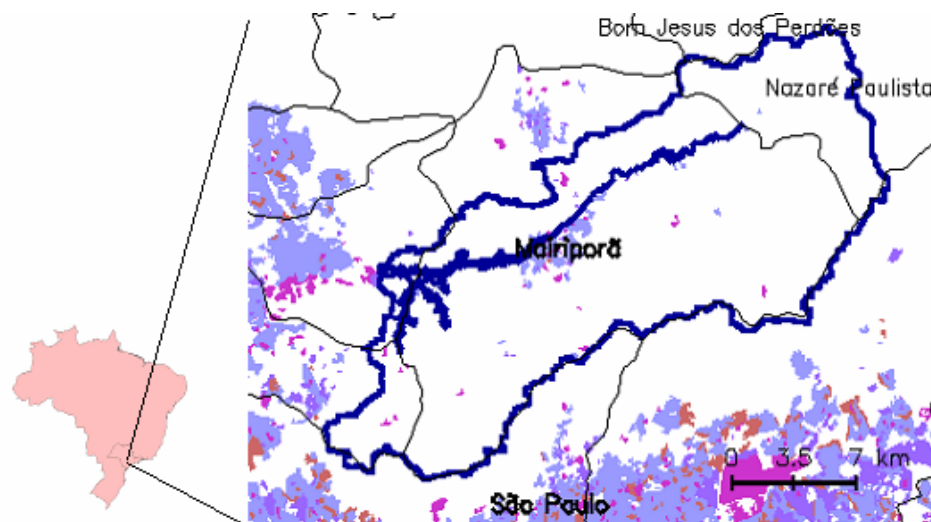 Bom Jesus dos Perdões
Nazaré Paulista
Mairiporã
0 3.5 7 km
São Paulo